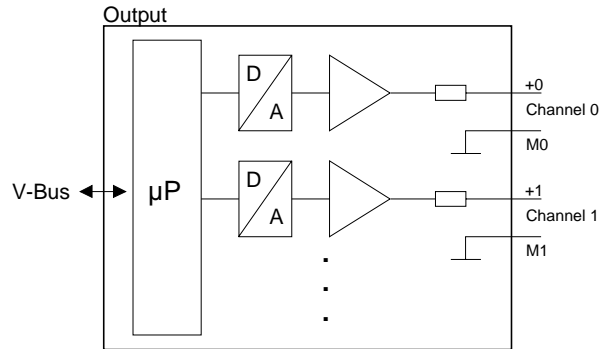 Output
D
A
+0
Channel 0
M0
V-Bus
µP
D
A
+1
Channel 1
M1